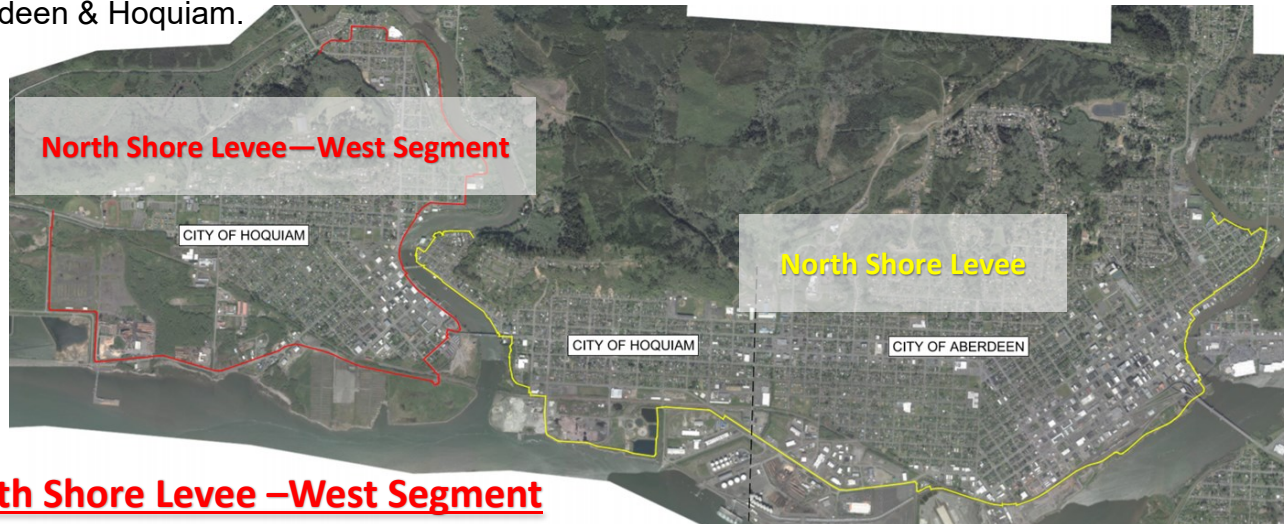 deen & Hoquiam.
North Shore Levee—West Segment
CITY OF HOQUIAM
North Shore Levee
CITY OF HOQUIAM
CITY OF ABERDEEN
th Shore Levee –West Segment